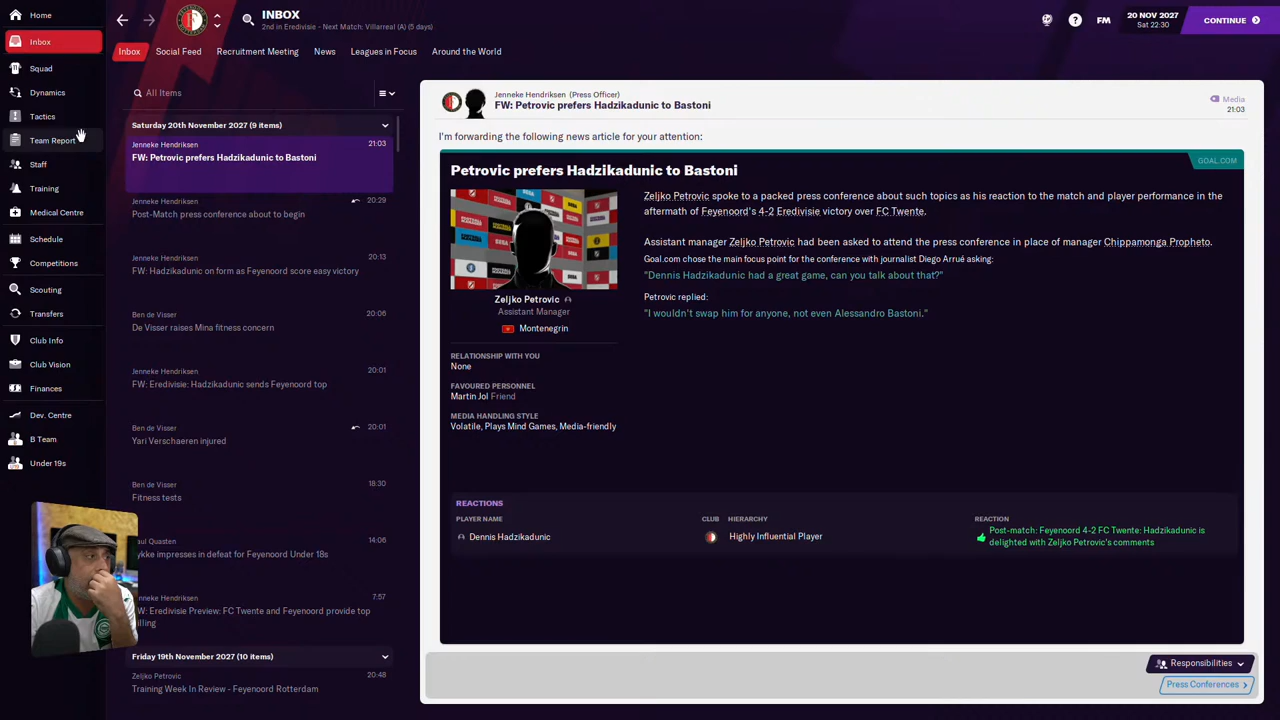 Home
Inbox
Squad
Dynamics
Tactics
Team Report
Staff
Training
Medical Centre
Schedule
Competitions
Scouting
Transfers
Club Info
Club Vision
Finances
Dev. Centre
B Team
Under 19s
INBOX
2nd in Eredivisie - Next Match: Villarreal (A) (5 days)
FM
20 NOV 2027
Sat 22:30
CONTINUE
Inbox
Social Feed
Recruitment Meeting
News
Leagues in Focus
Around the World
All Items
Saturday 20th November 2027 (9 items)
Jenneke Hendriksen 21:03
FW: Petrovic prefers Hadzikadunic to Bastoni
Jenneke Hendriksen. 20:29
Post-Match press conference about to begin
Jenneke Hendriksen. 20:13
FW: Hadzikadunic on form as Feyenoord score easy victory
Ben de Visser 20:06
De Visser raises Mina fitness concern
Jenneke Hendriksen. 20:01
FW: Eredivisie: Hadzikadunic sends Feyenoord top
Ben de Visser 20:01
Yari Verschaeren injured
Ben de Visser 18:30
Fitness tests
aul Quasten 14:06
ykke impresses in defeat for Feyenoord Under 18s
nneke Hendriksen. 7:57
W: Eredivisie Preview: FC Twente and Feyenoord provide top
illing
Friday 19th November 2027 (10 items)
Zeljko Petrovic 20:48
Training Week In Review - Feyenoord Rotterdam
Jenneke Hendriksen (Press Officer)
FW: Petrovic prefers Hadzikadunic to Bastoni
Media
21:03
I'm forwarding the following news article for your attention:
Petrovic prefers Hadzikadunic to Bastoni
GOAL.COM
Zeljko Petrovic
Assistant Manager
Montenegrin
RELATIONSHIP WITH YOU
None
FAVOURED PERSONNEL
Martin Jol Friend
MEDIA HANDLING STYLE
Volatile, Plays Mind Games, Media-friendly
Zeljko Petrovic spoke to a packed press conference about such topics as his reaction to the match and player performance in the
aftermath of Feyenoord's 4-2 Eredivisie victory over FC Twente.
Assistant manager Zeljko Petrovic had been asked to attend the press conference in place of manager Chippamonga Propheto.
Goal.com chose the main focus point for the conference with journalist Diego Arrué asking:
"Dennis Hadzikadunic had a great game, can you talk about that?"
Petrovic replied:
"I wouldn't swap him for anyone, not even Alessandro Bastoni."
REACTIONS
PLAYER NAME CLUB HIERARCHY REACTION
Dennis Hadzikadunic Highly Influential Player
Post-match: Feyenoord 4-2 FC Twente: Hadzikadunic is
delighted with Zeljko Petrovic's comments
Responsibilities
Press Conferences